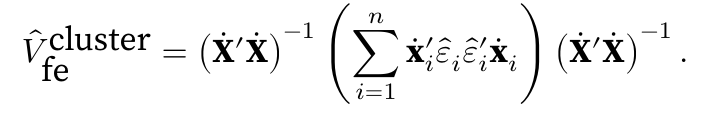 $\hat{V}_{\text{fe}}^{\text{cluster}} = \left(\dot{\mathbf{X}}'\dot{\mathbf{X}}\right)^{-1} \left(\sum_{i=1}^{n} \dot{\mathbf{x}}_i' \hat{\varepsilon}_i \hat{\varepsilon}_i' \dot{\mathbf{x}}_i\right) \left(\dot{\mathbf{X}}'\dot{\mathbf{X}}\right)^{-1}.$